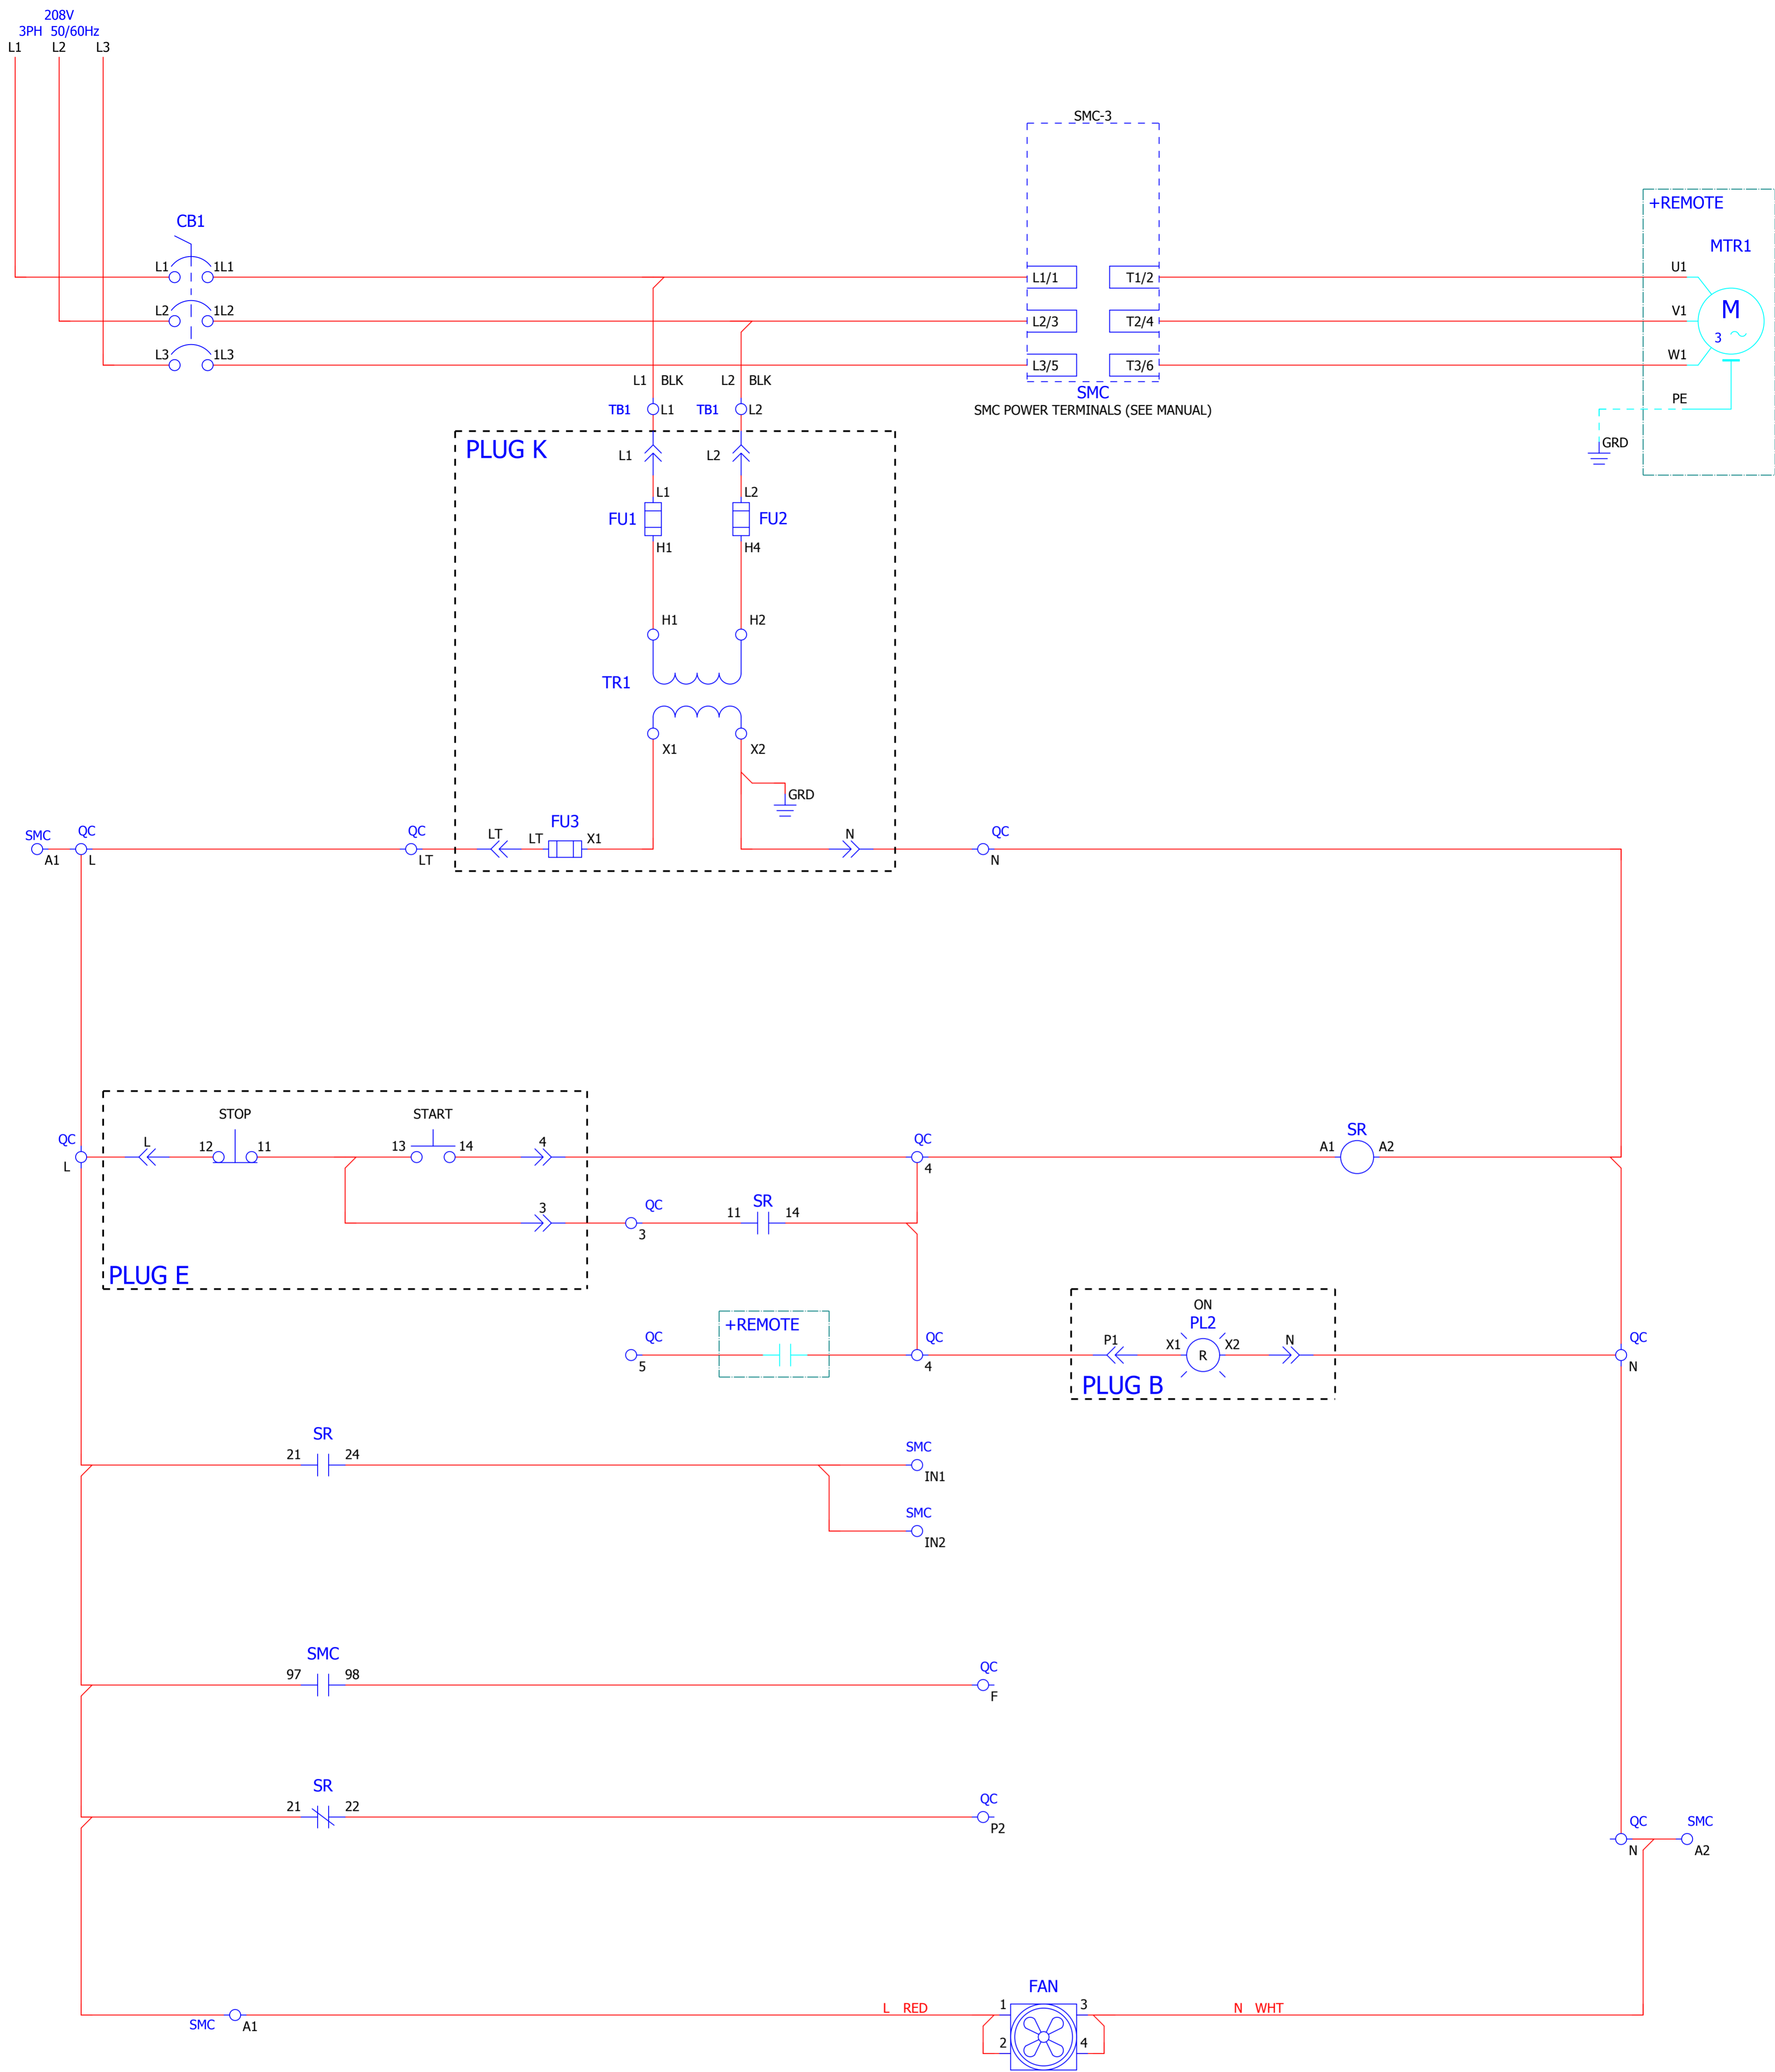 208V
3PH 50/60Hz
L1 L2 L3
SMC-3
+REMOTE
CB1
MTR1
L1 1L1 L1/1 T1/2 U1
L2 1L2 L2/3 T2/4 V1
M
3
L3 1L3 L3/5 T3/6 W1
L1 BLK L2 BLK
SMC
PE
TB1 L1 TB1 L2
SMC POWER TERMINALS (SEE MANUAL)
GRD
PLUG K
L1 L2
L1 L2
FU1 FU2
H1 H4
H1 H2
TR1
X1 X2
GRD
FU3
SMC QC QC LT LT X1 N QC
A1 L LT N
STOP START
QC L 12 11 13 14 4 QC SR
A1 A2
L 4
3 QC 11 SR 14
3
PLUG E
ON
+REMOTE
PL2
QC QC P1 X1 R X2 N QC
5 4 N
PLUG B
SR
21 24 SMC
IN1
SMC
IN2
SMC
97 98 QC
F
SR
21 22 QC
P2
QC SMC
N A2
FAN
L RED 1 3 N WHT
SMC A1
2 4